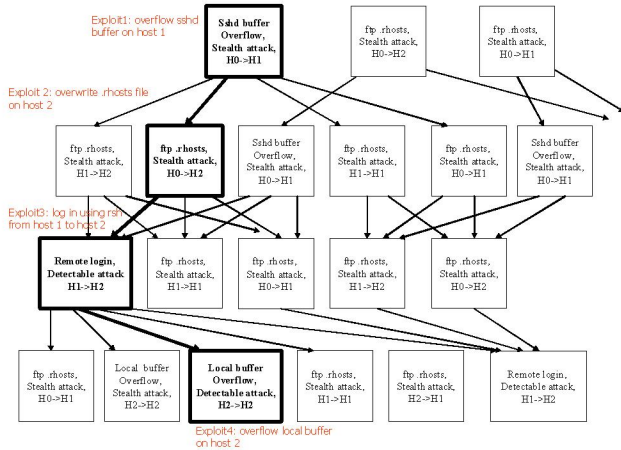 Exploit1: overflow sshd
buffer on host 1
Sshd buffer
Overflow,
Stealth attack,
H0->H1
ftp .rhosts,
Stealth attack,
H0->H2
ftp .rhosts,
Stealth attack,
H0->H1
Exploit 2: overwrite .rhosts file
on host 2
ftp .rhosts,
Stealth attack,
H1->H2
ftp .rhosts,
Stealth attack,
H0->H2
Sshd buffer
Overflow,
Stealth attack,
H0->H1
ftp .rhosts,
Stealth attack,
H1->H1
ftp .rhosts,
Stealth attack,
H0->H1
Sshd buffer
Overflow,
Stealth attack,
H0->H1
Exploit3: log in using rsh
from host 1 to host 2
Remote login,
Detectable attack
H1->H2
ftp .rhosts,
Stealth attack,
H1->H1
ftp .rhosts,
Stealth attack,
H0->H1
ftp .rhosts,
Stealth attack,
H1->H2
ftp .rhosts,
Stealth attack,
H0->H2
ftp .rhosts,
Stealth attack,
H0->H1
Local buffer
Overflow,
Stealth attack,
H2->H2
Local buffer
Overflow,
Detectable attack,
H2->H2
ftp .rhosts,
Stealth attack,
H1->H1
ftp .rhosts,
Stealth attack,
H2->H1
Remote login,
Detectable attack,
H1->H2
Exploit4: overflow local buffer
on host 2